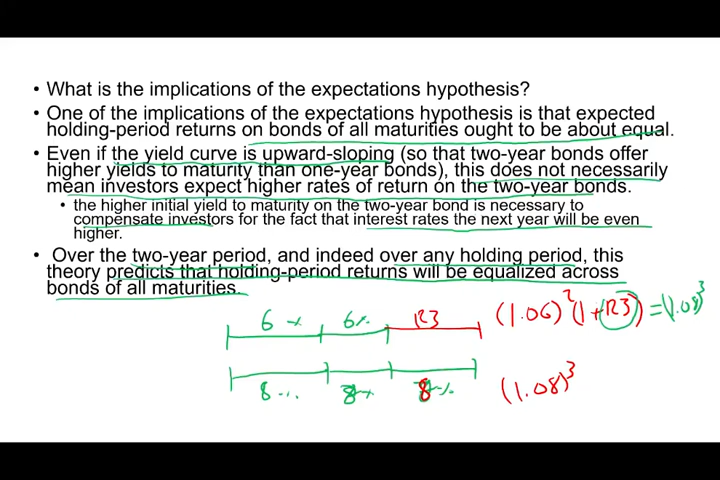 • What is the implications of the expectations hypothesis?
• One of the implications of the expectations hypothesis is that expected
holding-period returns on bonds of all maturities ought to be about equal.
• Even if the yield curve is upward-sloping (so that two-year bonds offer
higher yields to maturity than one-year bonds), this does not necessarily
mean investors expect higher rates of return on the two-year bonds.
• the higher initial yield to maturity on the two-year bond is necessary to
compensate investors for the fact that interest rates the next year will be even
higher.
• Over the two-year period, and indeed over any holding period, this
theory predicts that holding-period returns will be equalized across
bonds of all maturities.
6 % 6% R3 (1.06)²(1+R3) = (1.08)³
8% 8% 8% (1.08)³